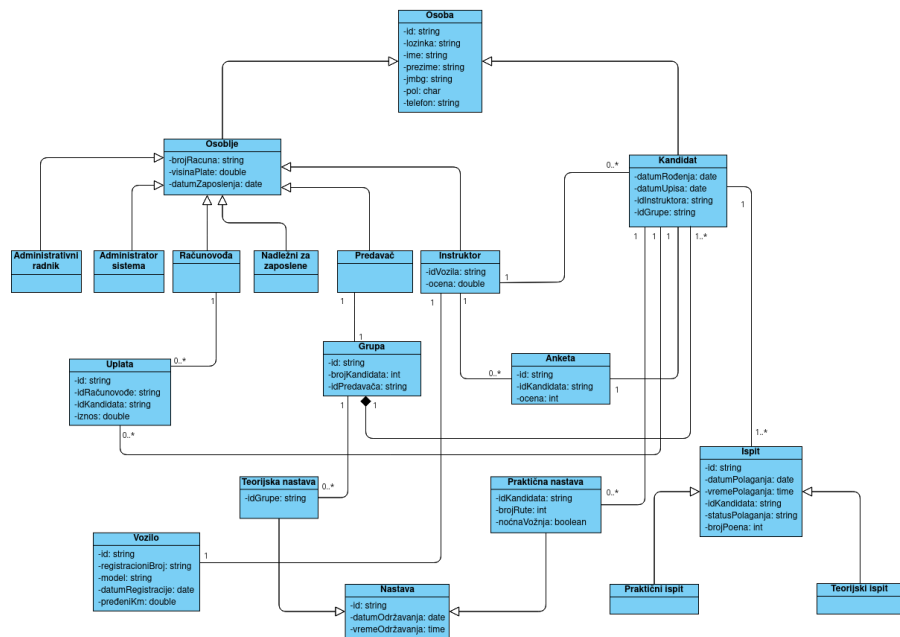 Osoba
-id: string
-lozinka: string
-ime: string
-prezime: string
-jmbg: string
-pol: char
-telefon: string
Osoblje
-brojRacuna: string
-visinaPlate: double
-datumZaposlenja: date
Kandidat
-datumRođenja: date
-datumUpisa: date
-idInstruktora: string
-idGrupe: string
0..*
1
1
1
1
1..*
Administrativni
radnik
Administrator
sistema
Računovođa
Nadležni za
zaposlene
Predavač
Instruktor
-idVozila: string
-ocena: double
1
1
1
1
1
Grupa
-id: string
-brojKandidata: int
-idPredavača: string
1
1
Uplata
-id: string
-idRačunovođe: string
-idKandidata: string
-iznos: double
0..*
0..*
Anketa
-id: string
-idKandidata: string
-ocena: int
0..*
1
Ispit
-id: string
-datumPolaganja: date
-vremePolaganja: time
-idKandidata: string
-statusPolaganja: string
-brojPoena: int
1..*
Teorijska nastava
-idGrupe: string
0..*
Praktična nastava
-idKandidata: string
-brojRute: int
-noćnaVožnja: boolean
0..*
Vozilo
-id: string
-registracioniBroj: string
-model: string
-datumRegistracije: date
-pređeniKm: double
1
Nastava
-id: string
-datumOdržavanja: date
-vremeOdržavanja: time
Praktični ispit
Teorijski ispit